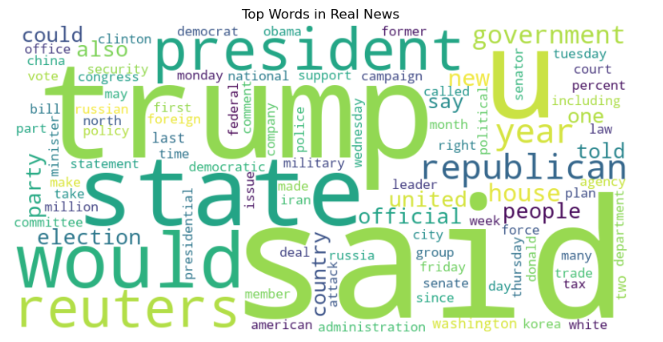 Top Words in Real News
could
clinton
democrat
obama
former
government
office
also
president
china
security
monday
national
support
campaign
new
senator
tuesday
court
vote
congress
trump
u
percent
called
say
including
may
federal
comment
company
police
wednesday
political
one
bill
russian
first
month
year
law
north
foreign
part
minister
policy
last
right
told
time
party
statement
democratic
military
republican
state
issue
made
iran
leader
agency
make
take
united
house
plan
million
presidential
official
people
committee
week
election
said
city
force
would
deal
russia
group
thursday
donald
many
two
department
country
attack
friday
senate
day
trade
tax
reuters
member
since
american
administration
washington
korea
white